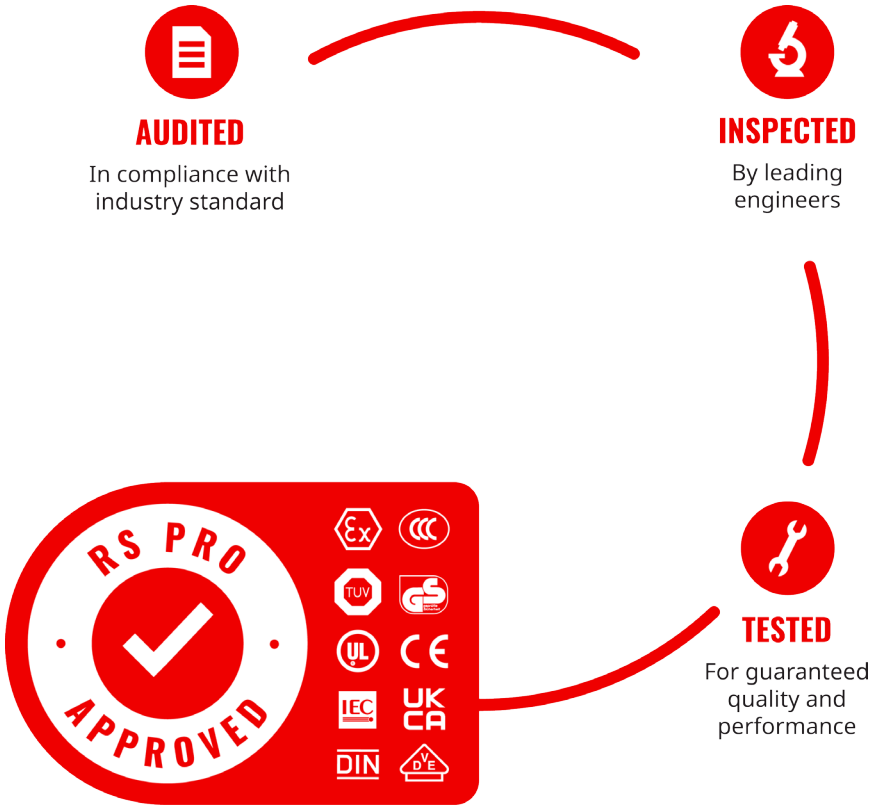 AUDITED
In compliance with
industry standard
INSPECTED
By leading
engineers
TESTED
For guaranteed
quality and
performance
RS PRO
APPROVED
Ex
CCC
TUV
GS
UL
CE
IEC
UK
CA
DIN
DVE